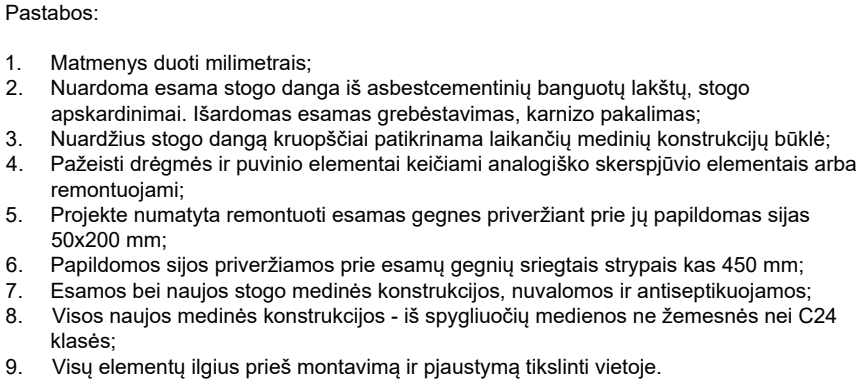 Pastabos:
1. Matmenys duoti milimetrais;
2. Nuardoma esama stogo danga iš asbestcementinių banguotų lakštų, stogo
apskardinimai. Išardomas esamas grebėstavimas, karnizo pakalimas;
3. Nuardžius stogo dangą kruopščiai patikrinama laikančių medinių konstrukcijų būklė;
4. Pažeisti drėgmės ir puvinio elementai keičiami analogiško skerspjūvio elementais arba
remontuojami;
5. Projekte numatyta remontuoti esamas gegnes priveržiant prie jų papildomas sijas
50x200 mm;
6. Papildomos sijos priveržiamos prie esamų gegnių sriegtais strypais kas 450 mm;
7. Esamos bei naujos stogo medinės konstrukcijos, nuvalomos ir antiseptikuojamos;
8. Visos naujos medinės konstrukcijos - iš spygliuočių medienos ne žemesnės nei C24
klasės;
9. Visų elementų ilgius prieš montavimą ir pjaustymą tikslinti vietoje.